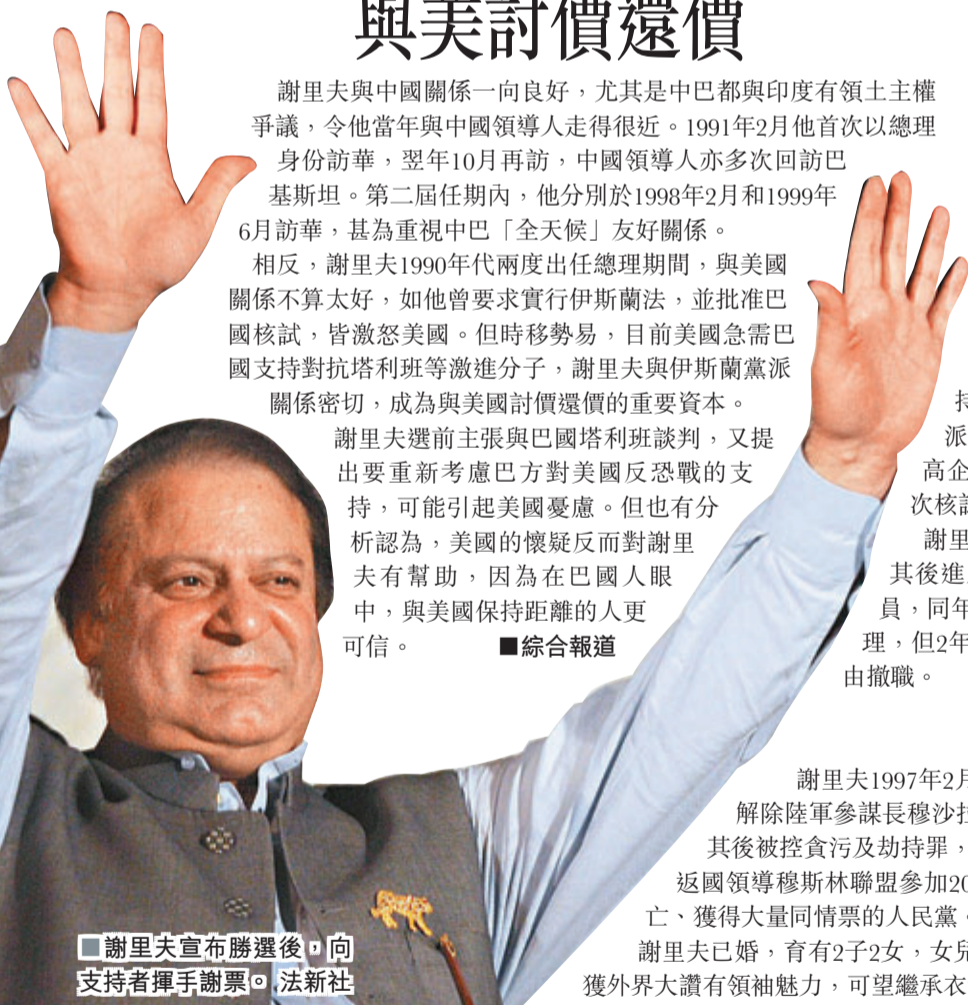 與美討價還價
謝里夫與中國關係一向良好，尤其是中巴都與印度有領土主權
爭議，令他當年與中國領導人走得很近。1991年2月他首次以總理
身份訪華，翌年10月再訪，中國領導人亦多次回訪巴
基斯坦。第二屆任期內，他分別於1998年2月和1999年
6月訪華，甚為重視中巴「全天候」友好關係。
相反，謝里夫1990年代兩度出任總理期間，與美國
關係不算太好，如他曾要求實行伊斯蘭法，並批准巴
國核試，皆激怒美國。但時移勢易，目前美國急需巴
國支持對抗塔利班等激進分子，謝里夫與伊斯蘭黨派
關係密切，成為與美國討價還價的重要資本。
謝里夫選前主張與巴國塔利班談判，又提
出要重新考慮巴方對美國反恐戰的支
持，可能引起美國憂慮。但也有分
析認為，美國的懷疑反而對謝里
夫有幫助，因為在巴國人眼
中，與美國保持距離的人更
可信。 ■綜合報道
派
高企
次核試
謝里
其後進
員，同年
理，但2年
由撤職。
謝里夫1997年2月
解除陸軍參謀長穆沙拉
其後被控貪污及劫持罪，
返國領導穆斯林聯盟參加20
亡、獲得大量同情票的人民黨。
謝里夫已婚，育有2子2女，女兒
獲外界大讚有領袖魅力，可望繼承衣
■謝里夫宣布勝選後，向
支持者揮手謝票。 法新社